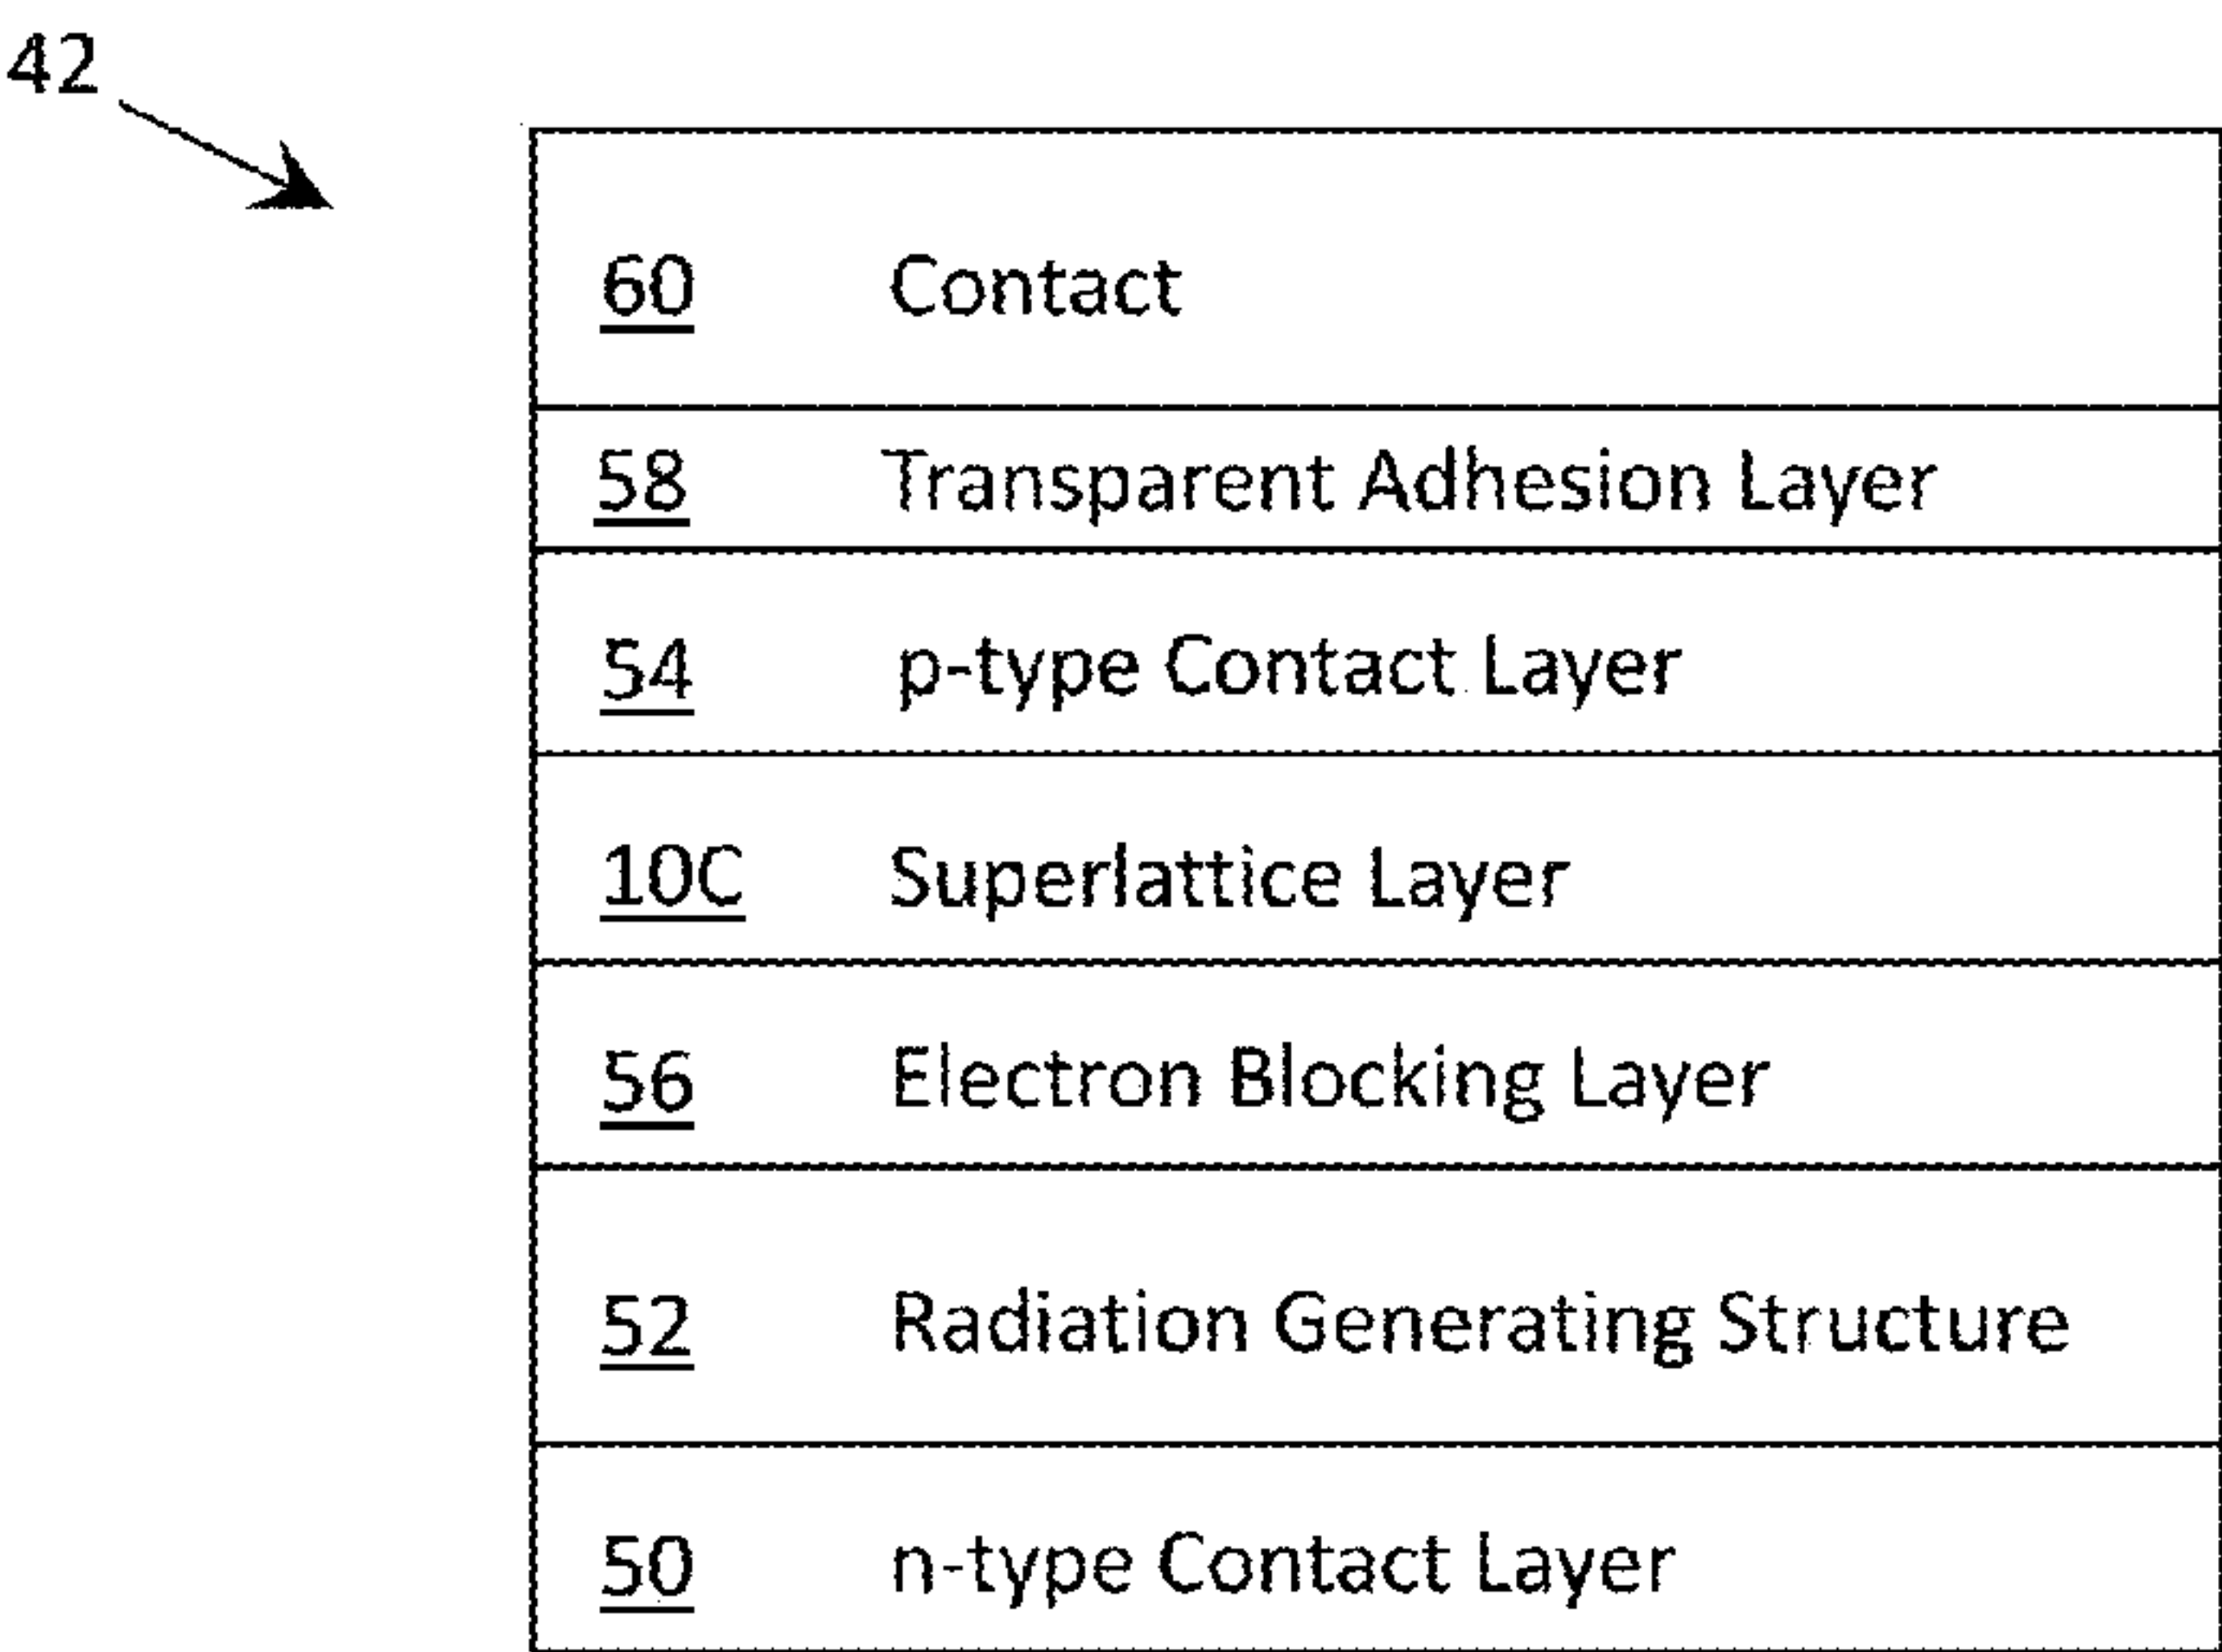 42
60 Contact
58 Transparent Adhesion Layer
54 p-type Contact Layer
10C Superlattice Layer
56 Electron Blocking Layer
52 Radiation Generating Structure
50 n-type Contact Layer